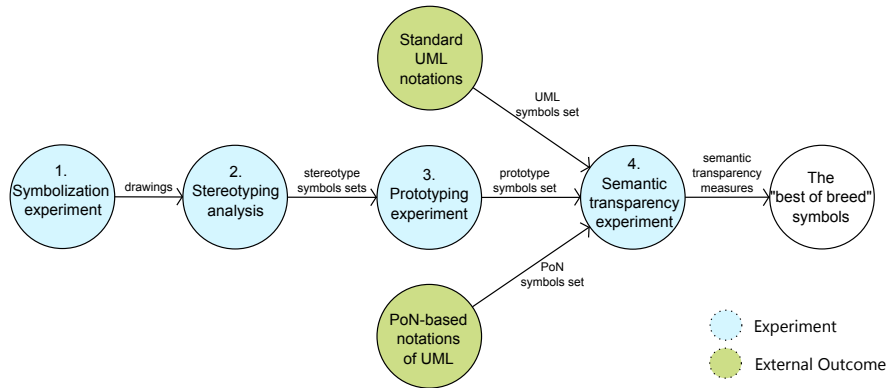 Standard
UML
notations
UML
symbols set
1.
Symbolization
experiment
drawings
2.
Stereotyping
analysis
stereotype
symbols sets
3.
Prototyping
experiment
prototype
symbols set
4.
Semantic
transparency
experiment
semantic
transparency
measures
The
"best of breed"
symbols
PoN
symbols set
PoN-based
notations
of UML
Experiment
External Outcome